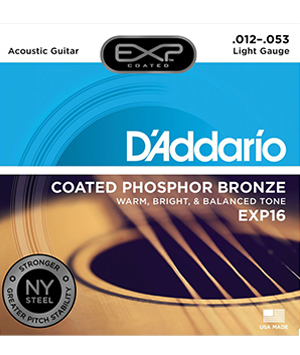 Acoustic Guitar
EXP
COATED
.012–.053
Light Gauge
D'Addario
COATED PHOSPHOR BRONZE
WARM, BRIGHT, & BALANCED TONE
EXP16
STRONGER
NY
STEEL
GREATER PITCH STABILITY
USA MADE